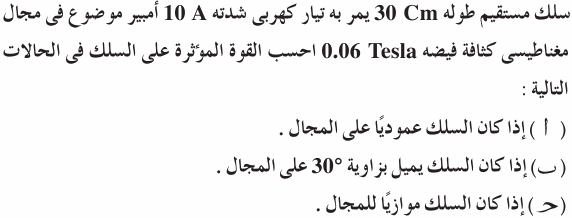 سلك مستقيم طوله 30 Cm يمر به تيار كهربى شدته 10 A أمبير موضوع فى مجال
مغناطيسى كثافة فيضه 0.06 Tesla احسب القوة المؤثرة على السلك فى الحالات
التالية :
( أ ) إذا كان السلك عموديًا على المجال .
(ب) إذا كان السلك يميل بزاوية 30° على المجال .
(حـ) إذا كان السلك موازيًا للمجال .